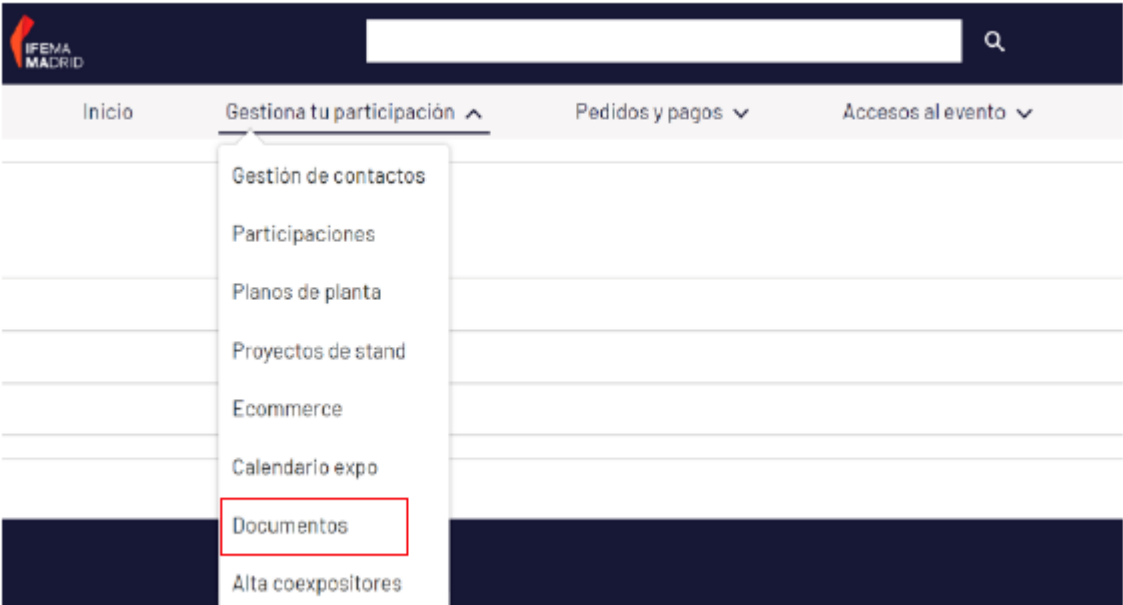 IFEMA
MADRID
Inicio
Gestiona tu participación
Pedidos y pagos
Accesos al evento
Gestión de contactos
Participaciones
Planos de planta
Proyectos de stand
Ecommerce
Calendario expo
Documentos
Alta coexpositores